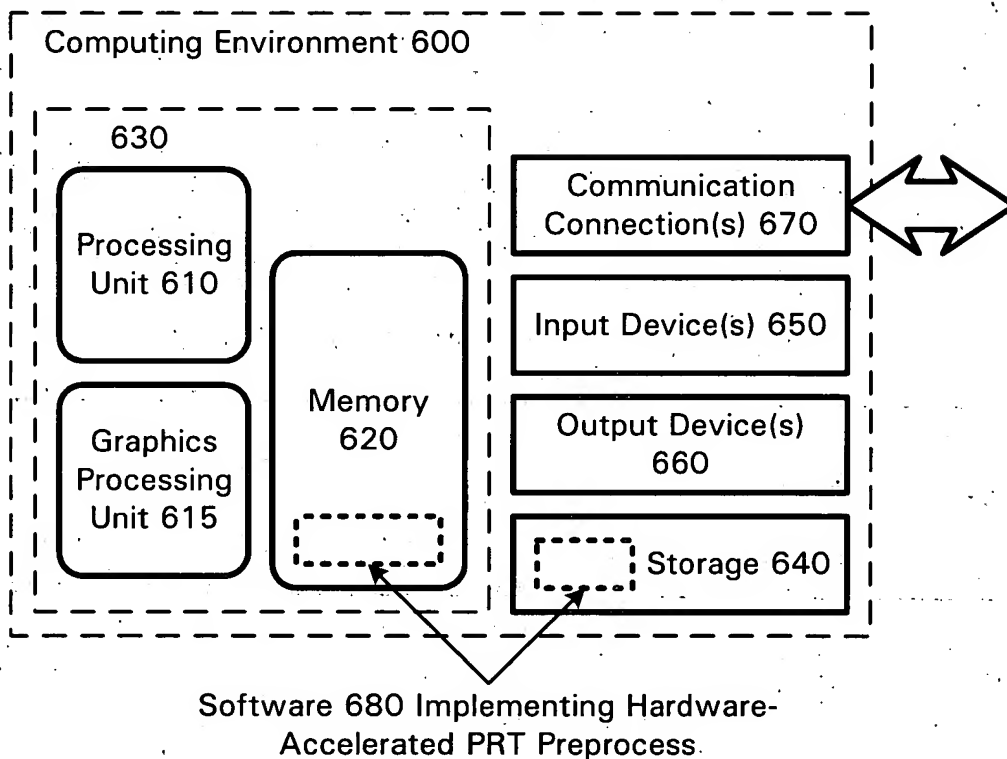 Computing Environment 600
630
Processing
Unit 610
Graphics
Processing
Unit 615
Memory
620
Communication
Connection(s) 670
Input Device(s) 650
Output Device(s)
660
Storage 640
Software 680 Implementing Hardware-
Accelerated PRT Preprocess